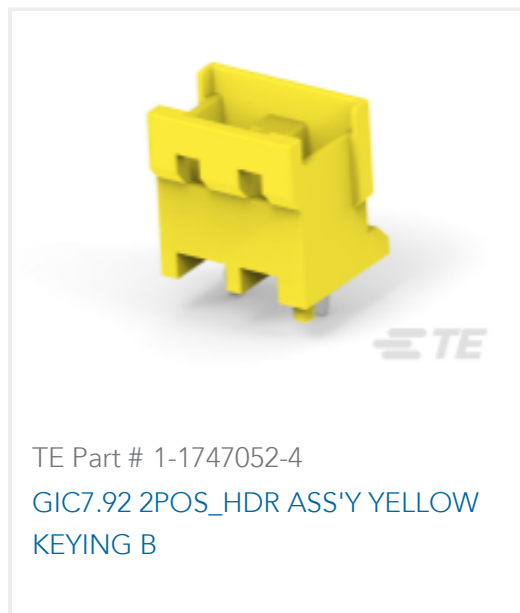 TE
TE Part # 1-1747052-4
GIC7.92 2POS_HDR ASS'Y YELLOW
KEYING B